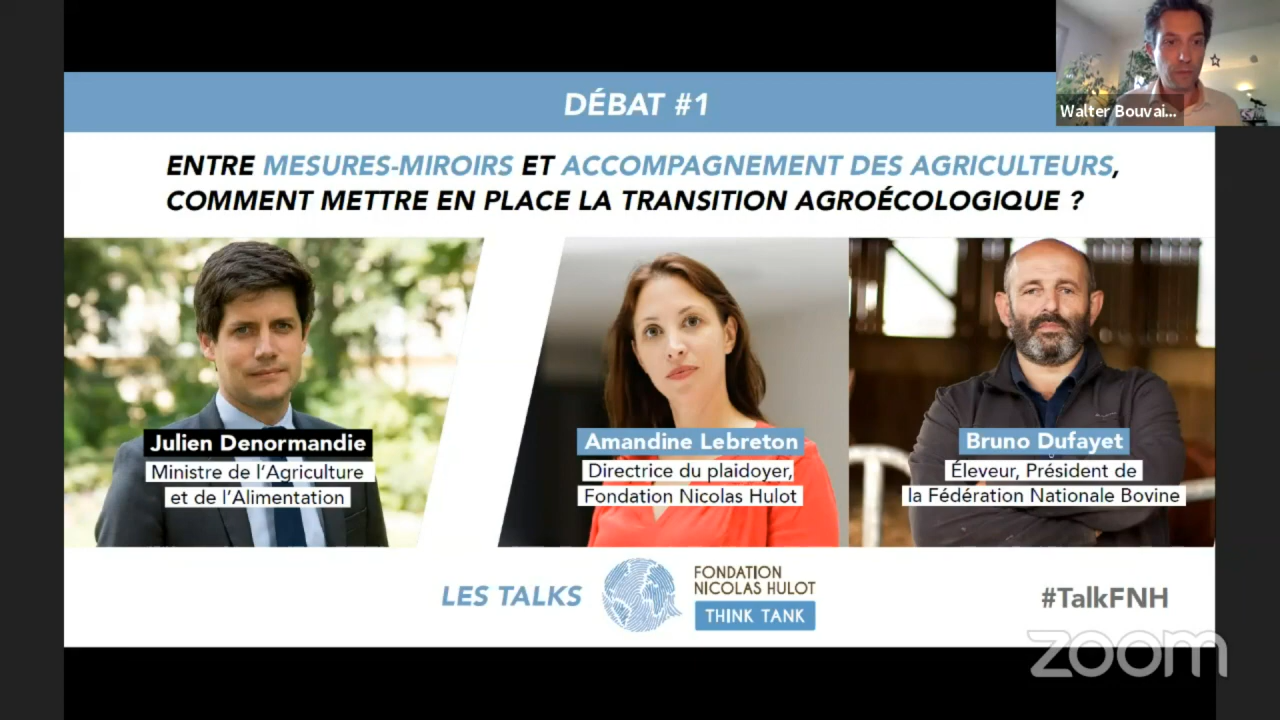 DÉBAT #1
Walter Bouvai...
ENTRE MESURES-MIROIRS ET ACCOMPAGNEMENT DES AGRICULTEURS,
COMMENT METTRE EN PLACE LA TRANSITION AGROÉCOLOGIQUE ?
Julien Denormandie
Ministre de l'Agriculture
et de l'Alimentation
Amandine Lebreton
Directrice du plaidoyer,
Fondation Nicolas Hulot
Bruno Dufayet
Éleveur, Président de
la Fédération Nationale Bovine
LES TALKS
FONDATION
NICOLAS HULOT
THINK TANK
#TalkFNH
zoom